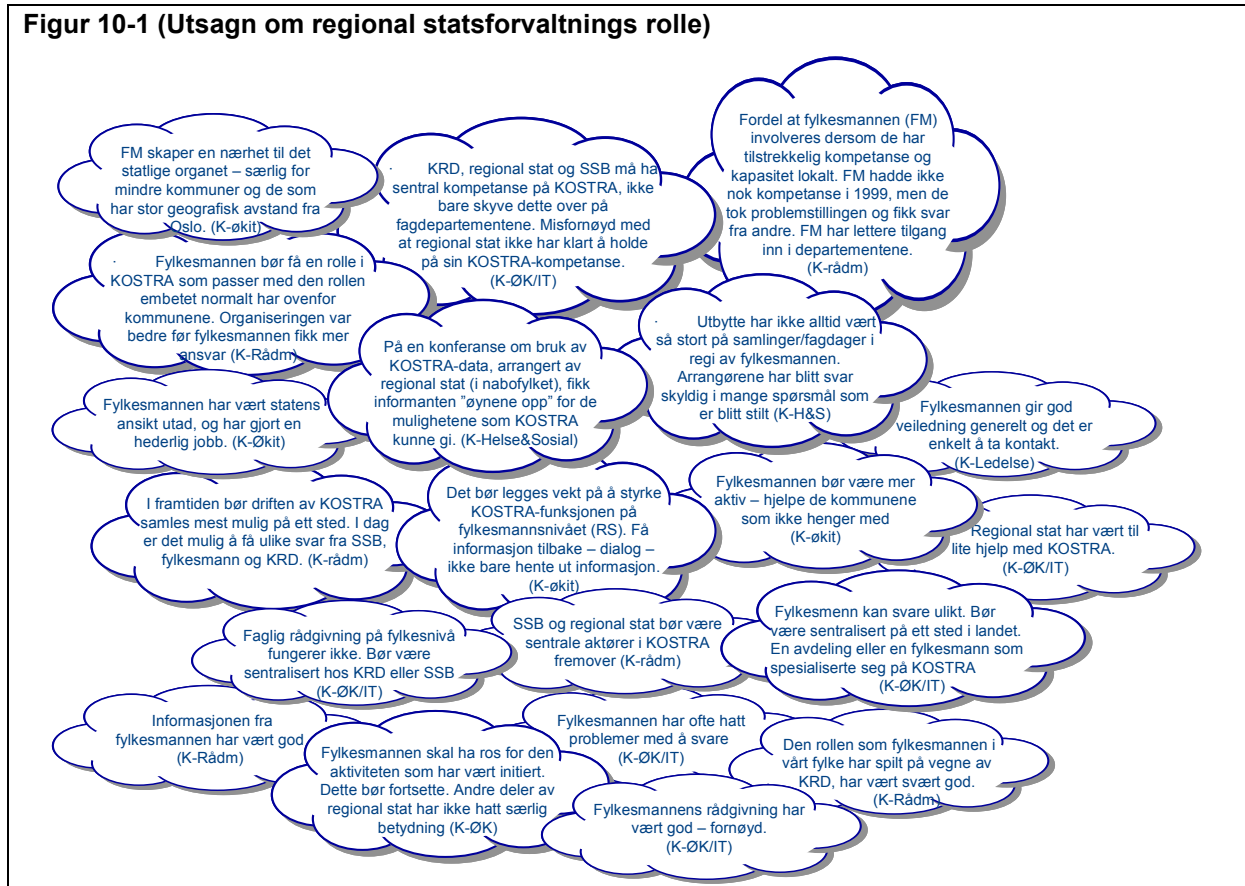 Figur 10-1 (Utsagn om regional statsforvaltnings rolle)
FM skaper en nærhet til det
statlige organet – særlig for
mindre kommuner og de som
har stor geografisk avstand fra
Oslo. (K-økit)
· KRD, regional stat og SSB må ha
sentral kompetanse på KOSTRA, ikke
bare skyve dette over på
fagdepartementene. Misfornøyd med
at regional stat ikke har klart å holde
på sin KOSTRA-kompetanse.
(K-ØK/IT)
Fordel at fylkesmannen (FM)
involveres dersom de har
tilstrekkelig kompetanse og
kapasitet lokalt. FM hadde ikke
nok kompetanse i 1999, men de
tok problemstillingen og fikk svar
fra andre. FM har lettere tilgang
inn i departementene.
(K-rådm)
· Fylkesmannen bør få en rolle i
KOSTRA som passer med den rollen
embetet normalt har ovenfor
kommunene. Organiseringen var
bedre før fylkesmannen fikk mer
ansvar (K-Rådm)
På en konferanse om bruk av
KOSTRA-data, arrangert av
regional stat (i nabofylket), fikk
informanten ”øynene opp” for de
mulighetene som KOSTRA
kunne gi. (K-Helse&Sosial)
· Utbytte har ikke alltid vært
så stort på samlinger/fagdager i
regi av fylkesmannen.
Arrangørene har blitt svar
skyldig i mange spørsmål som
er blitt stilt (K-H&S)
Fylkesmannen har vært statens
ansikt utad, og har gjort en
hederlig jobb. (K-Økit)
Fylkesmannen gir god
veiledning generelt og det er
enkelt å ta kontakt.
(K-Ledelse)
I framtiden bør driften av KOSTRA
samles mest mulig på ett sted. I dag
er det mulig å få ulike svar fra SSB,
fylkesmann og KRD. (K-rådm)
Det bør legges vekt på å styrke
KOSTRA-funksjonen på
fylkesmannsnivået (RS). Få
informasjon tilbake – dialog –
ikke bare hente ut informasjon.
(K-økit)
Fylkesmannen bør være mer
aktiv – hjelpe de kommunene
som ikke henger med
(K-økit)
Regional stat har vært til
lite hjelp med KOSTRA.
(K-ØK/IT)
Faglig rådgivning på fylkesnivå
fungerer ikke. Bør være
sentralisert hos KRD eller SSB
(K-ØK/IT)
SSB og regional stat bør være
sentrale aktører i KOSTRA
fremover (K-rådm)
Fylkesmenn kan svare ulikt. Bør
være sentralisert på ett sted i landet.
En avdeling eller en fylkesmann som
spesialiserte seg på KOSTRA
(K-ØK/IT)
Informasjonen fra
fylkesmannen har vært god
(K-Rådm)
Fylkesmannen skal ha ros for den
aktiviteten som har vært initiert.
Dette bør fortsette. Andre deler av
regional stat har ikke hatt særlig
betydning (K-ØK)
Fylkesmannen har ofte hatt
problemer med å svare
(K-ØK/IT)
Den rollen som fylkesmannen i
vårt fylke har spilt på vegne av
KRD, har vært svært god.
(K-Rådm)
Fylkesmannens rådgivning har
vært god – fornøyd.
(K-ØK/IT)